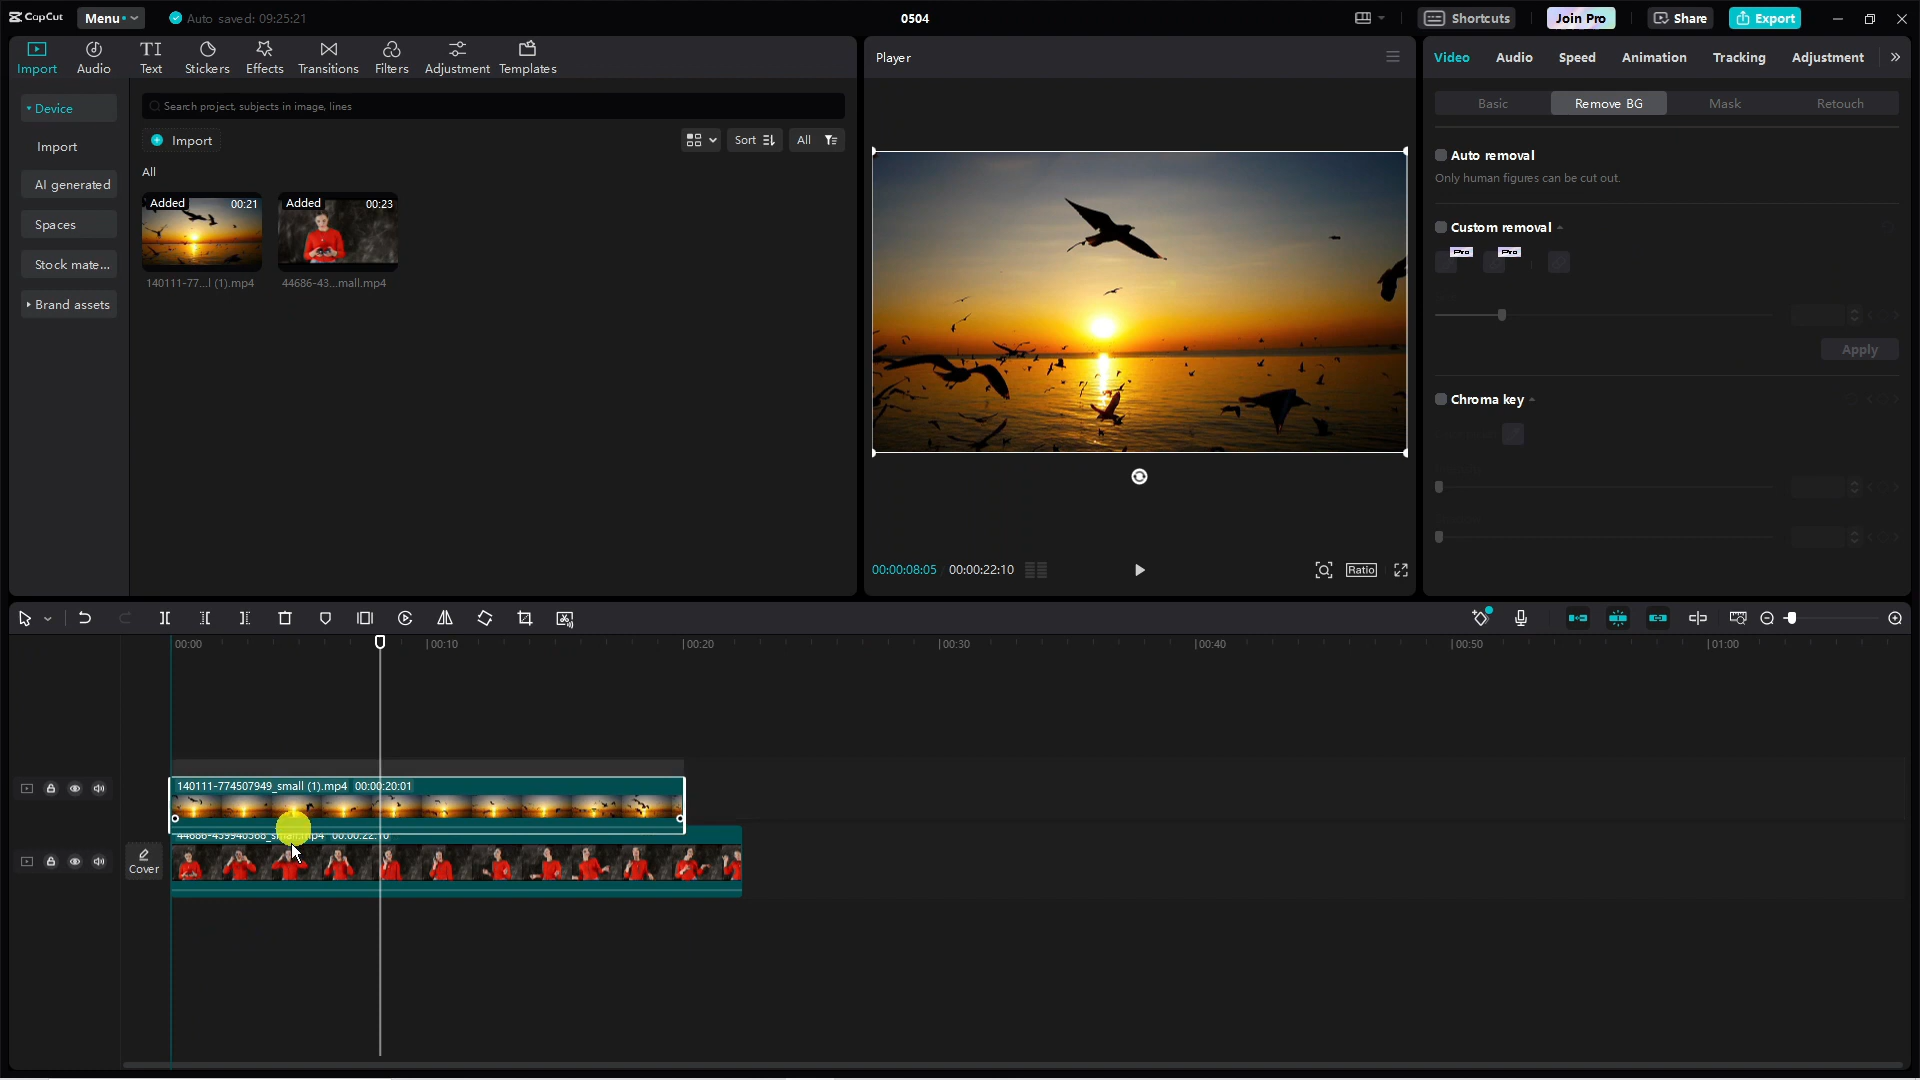 CapCut
Menu
Auto saved: 09:25:21
0504
Shortcuts
Join Pro
Share
Export
Import
Audio
Text
Stickers
Effects
Transitions
Filters
Adjustment
Templates
Device
Import
AI generated
Spaces
Stock mate...
Brand assets
Search project, subjects in image, lines
Import
Sort
All
All
Added 00:21
140111-77...l (1).mp4
Added 00:23
44686-43...mall.mp4
Player
00:00:08:05 00:00:22:10
Ratio
Video
Audio
Speed
Animation
Tracking
Adjustment
Basic
Remove BG
Mask
Retouch
Auto removal
Only human figures can be cut out.
Custom removal
Pro
Pro
Apply
Chroma key
00:00
00:10
00:20
00:30
00:40
00:50
01:00
140111-774507949_small (1).mp4 00:00:20:01
44686-439940368_small.mp4 00:00:22:10
Cover